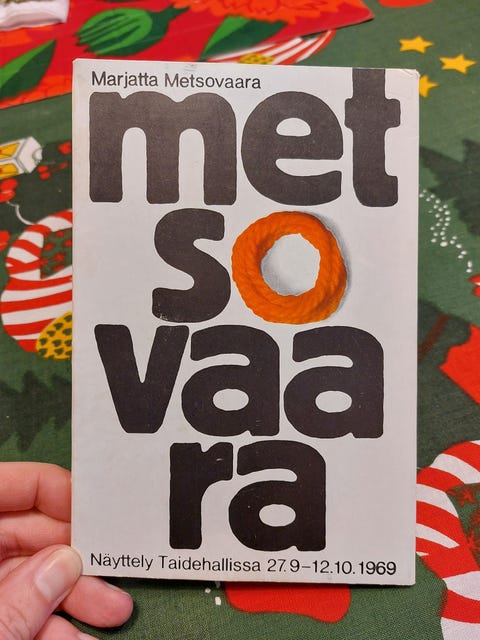 Marjatta Metsovaara
met
so
vaa
ra
Näyttely Taidehallissa 27.9–12.10.1969